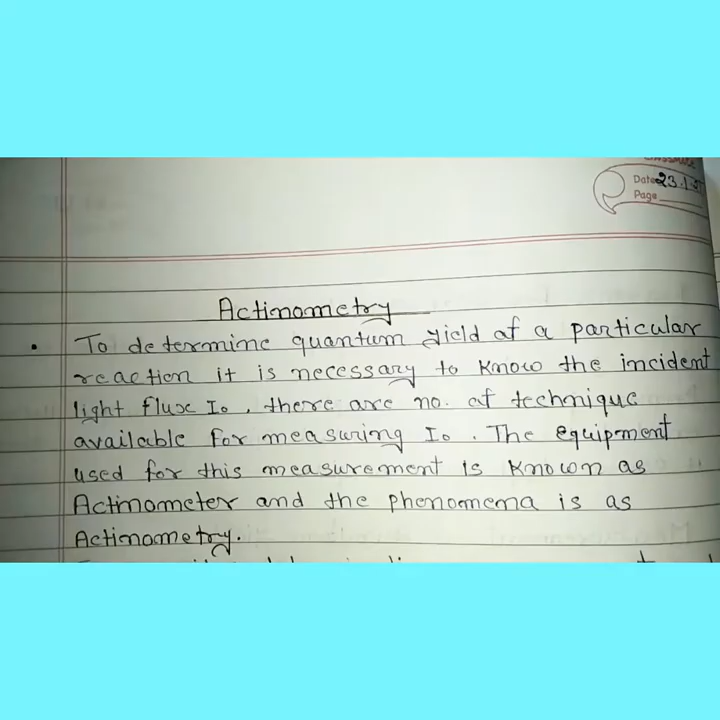 Date 23.1
Page
Actinometry
• To determine quantum yield of a particular
reaction it is necessary to know the incident
light flux I₀, there are no. of technique
available for measuring I₀. The equipment
used for this measurement is known as
Actinometer and the phenomena is as
Actinometry.